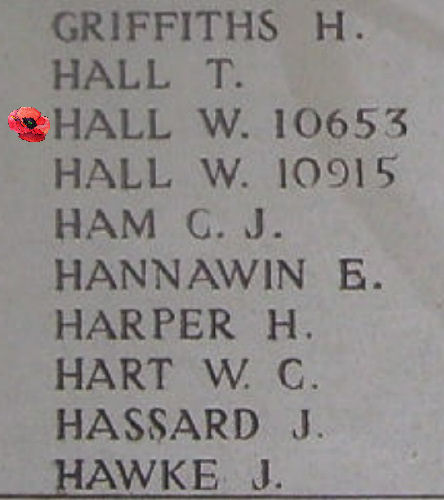 GRIFFITHS H.
HALL T.
HALL W. 10653
HALL W. 10915
HAM C. J.
HANNAWIN E.
HARPER H.
HART W. C.
HASSARD J.
HAWKE J.